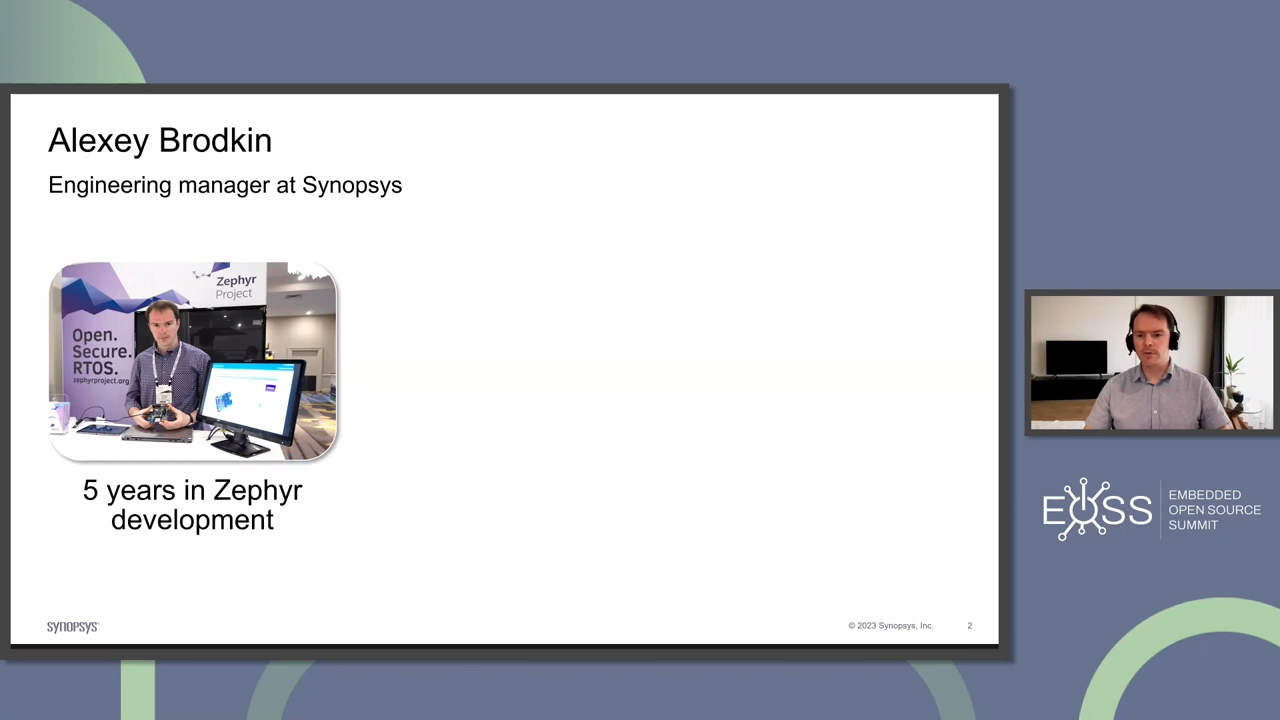 Alexey Brodkin
Engineering manager at Synopsys
Zephyr
Project
Open.
Secure.
RTOS.
zephyrproject.org
5 years in Zephyr
development
SYNOPSYS
© 2023 Synopsys, Inc.
2
EOSS
EMBEDDED
OPEN SOURCE
SUMMIT